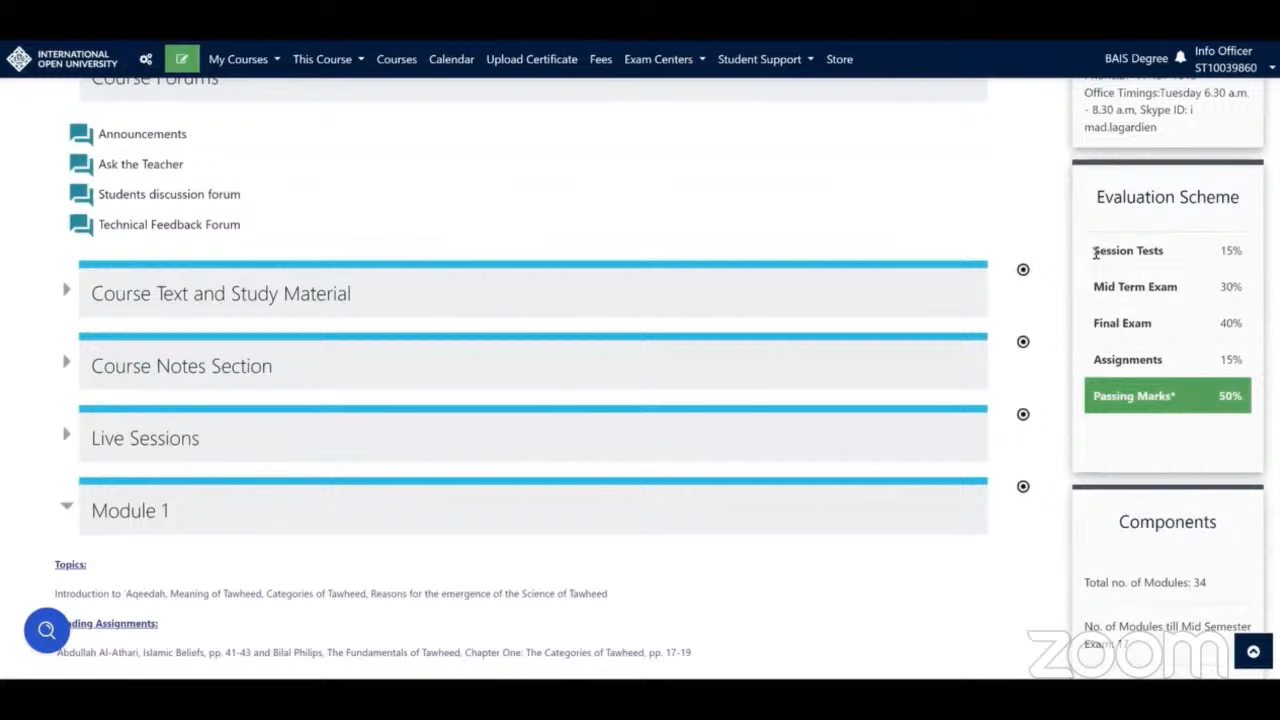 INTERNATIONAL
OPEN UNIVERSITY
My Courses
This Course
Courses
Calendar
Upload Certificate
Fees
Exam Centers
Student Support
Store
BAIS Degree
Info Officer
ST10039860
Course Forums
Announcements
Ask the Teacher
Students discussion forum
Technical Feedback Forum
Course Text and Study Material
Course Notes Section
Live Sessions
Module 1
Topics:
Introduction to ʿAqeedah, Meaning of Tawheed, Categories of Tawheed, Reasons for the emergence of the Science of Tawheed
Assignments:
Abdullah Al-Athari, Islamic Beliefs, pp. 41-43 and Bilal Philips, The Fundamentals of Tawheed, Chapter One: The Categories of Tawheed, pp. 17-19
Office Timings:Tuesday 6.30 a.m.
- 8.30 a.m, Skype ID: i
mad.lagardien
Evaluation Scheme
Session Tests 15%
Mid Term Exam 30%
Final Exam 40%
Assignments 15%
Passing Marks* 50%
Components
Total no. of Modules: 34
No. of Modules till Mid Semester
Exam: 17
zoom